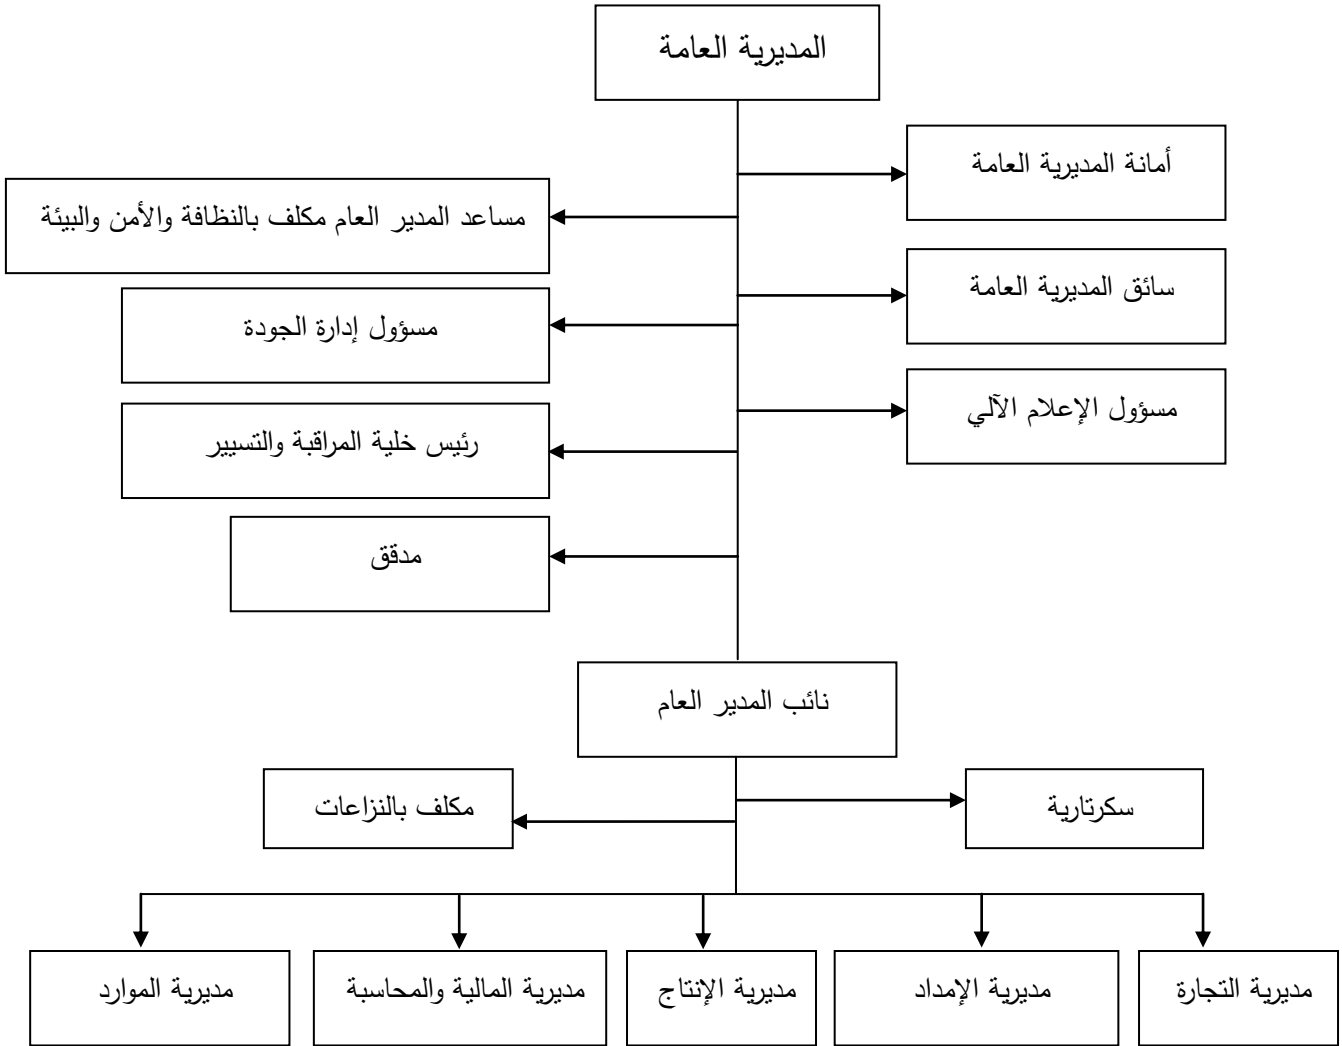 المديرية العامة
أمانة المديرية العامة
مساعد المدير العام مكلف بالنظافة والأمن والبيئة
سائق المديرية العامة
مسؤول إدارة الجودة
مسؤول الإعلام الآلي
رئيس خلية المراقبة والتسيير
مدقق
نائب المدير العام
سكرتارية
مكلف بالنزاعات
مديرية التجارة
مديرية الإمداد
مديرية الإنتاج
مديرية المالية والمحاسبة
مديرية الموارد